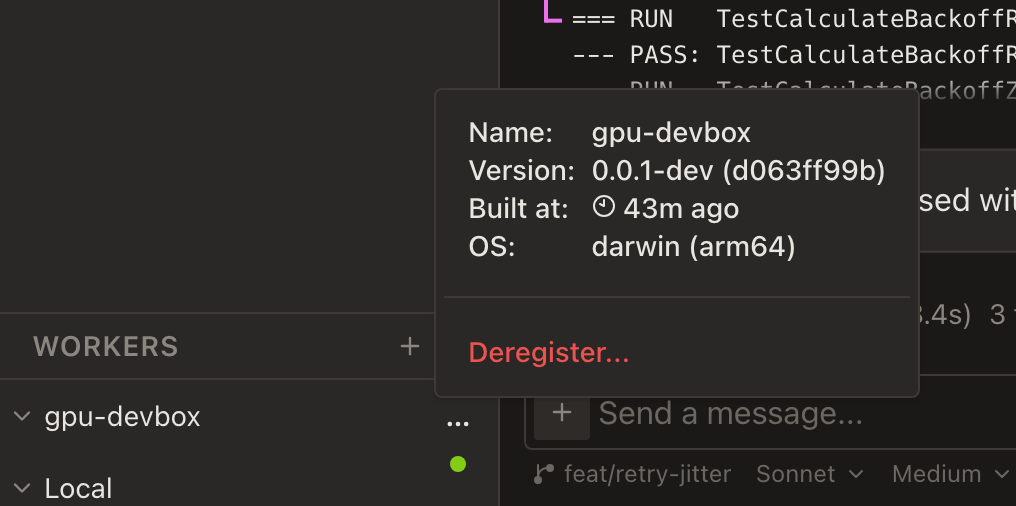 === RUN   TestCalculateBackoffR
--- PASS: TestCalculateBackoffR
Name: gpu-devbox
Version: 0.0.1-dev (d063ff99b)
Built at: 43m ago
OS: darwin (arm64)
Deregister...
sed wit
.4s) 3
WORKERS +
gpu-devbox ...
Local
+ Send a message...
feat/retry-jitter Sonnet Medium